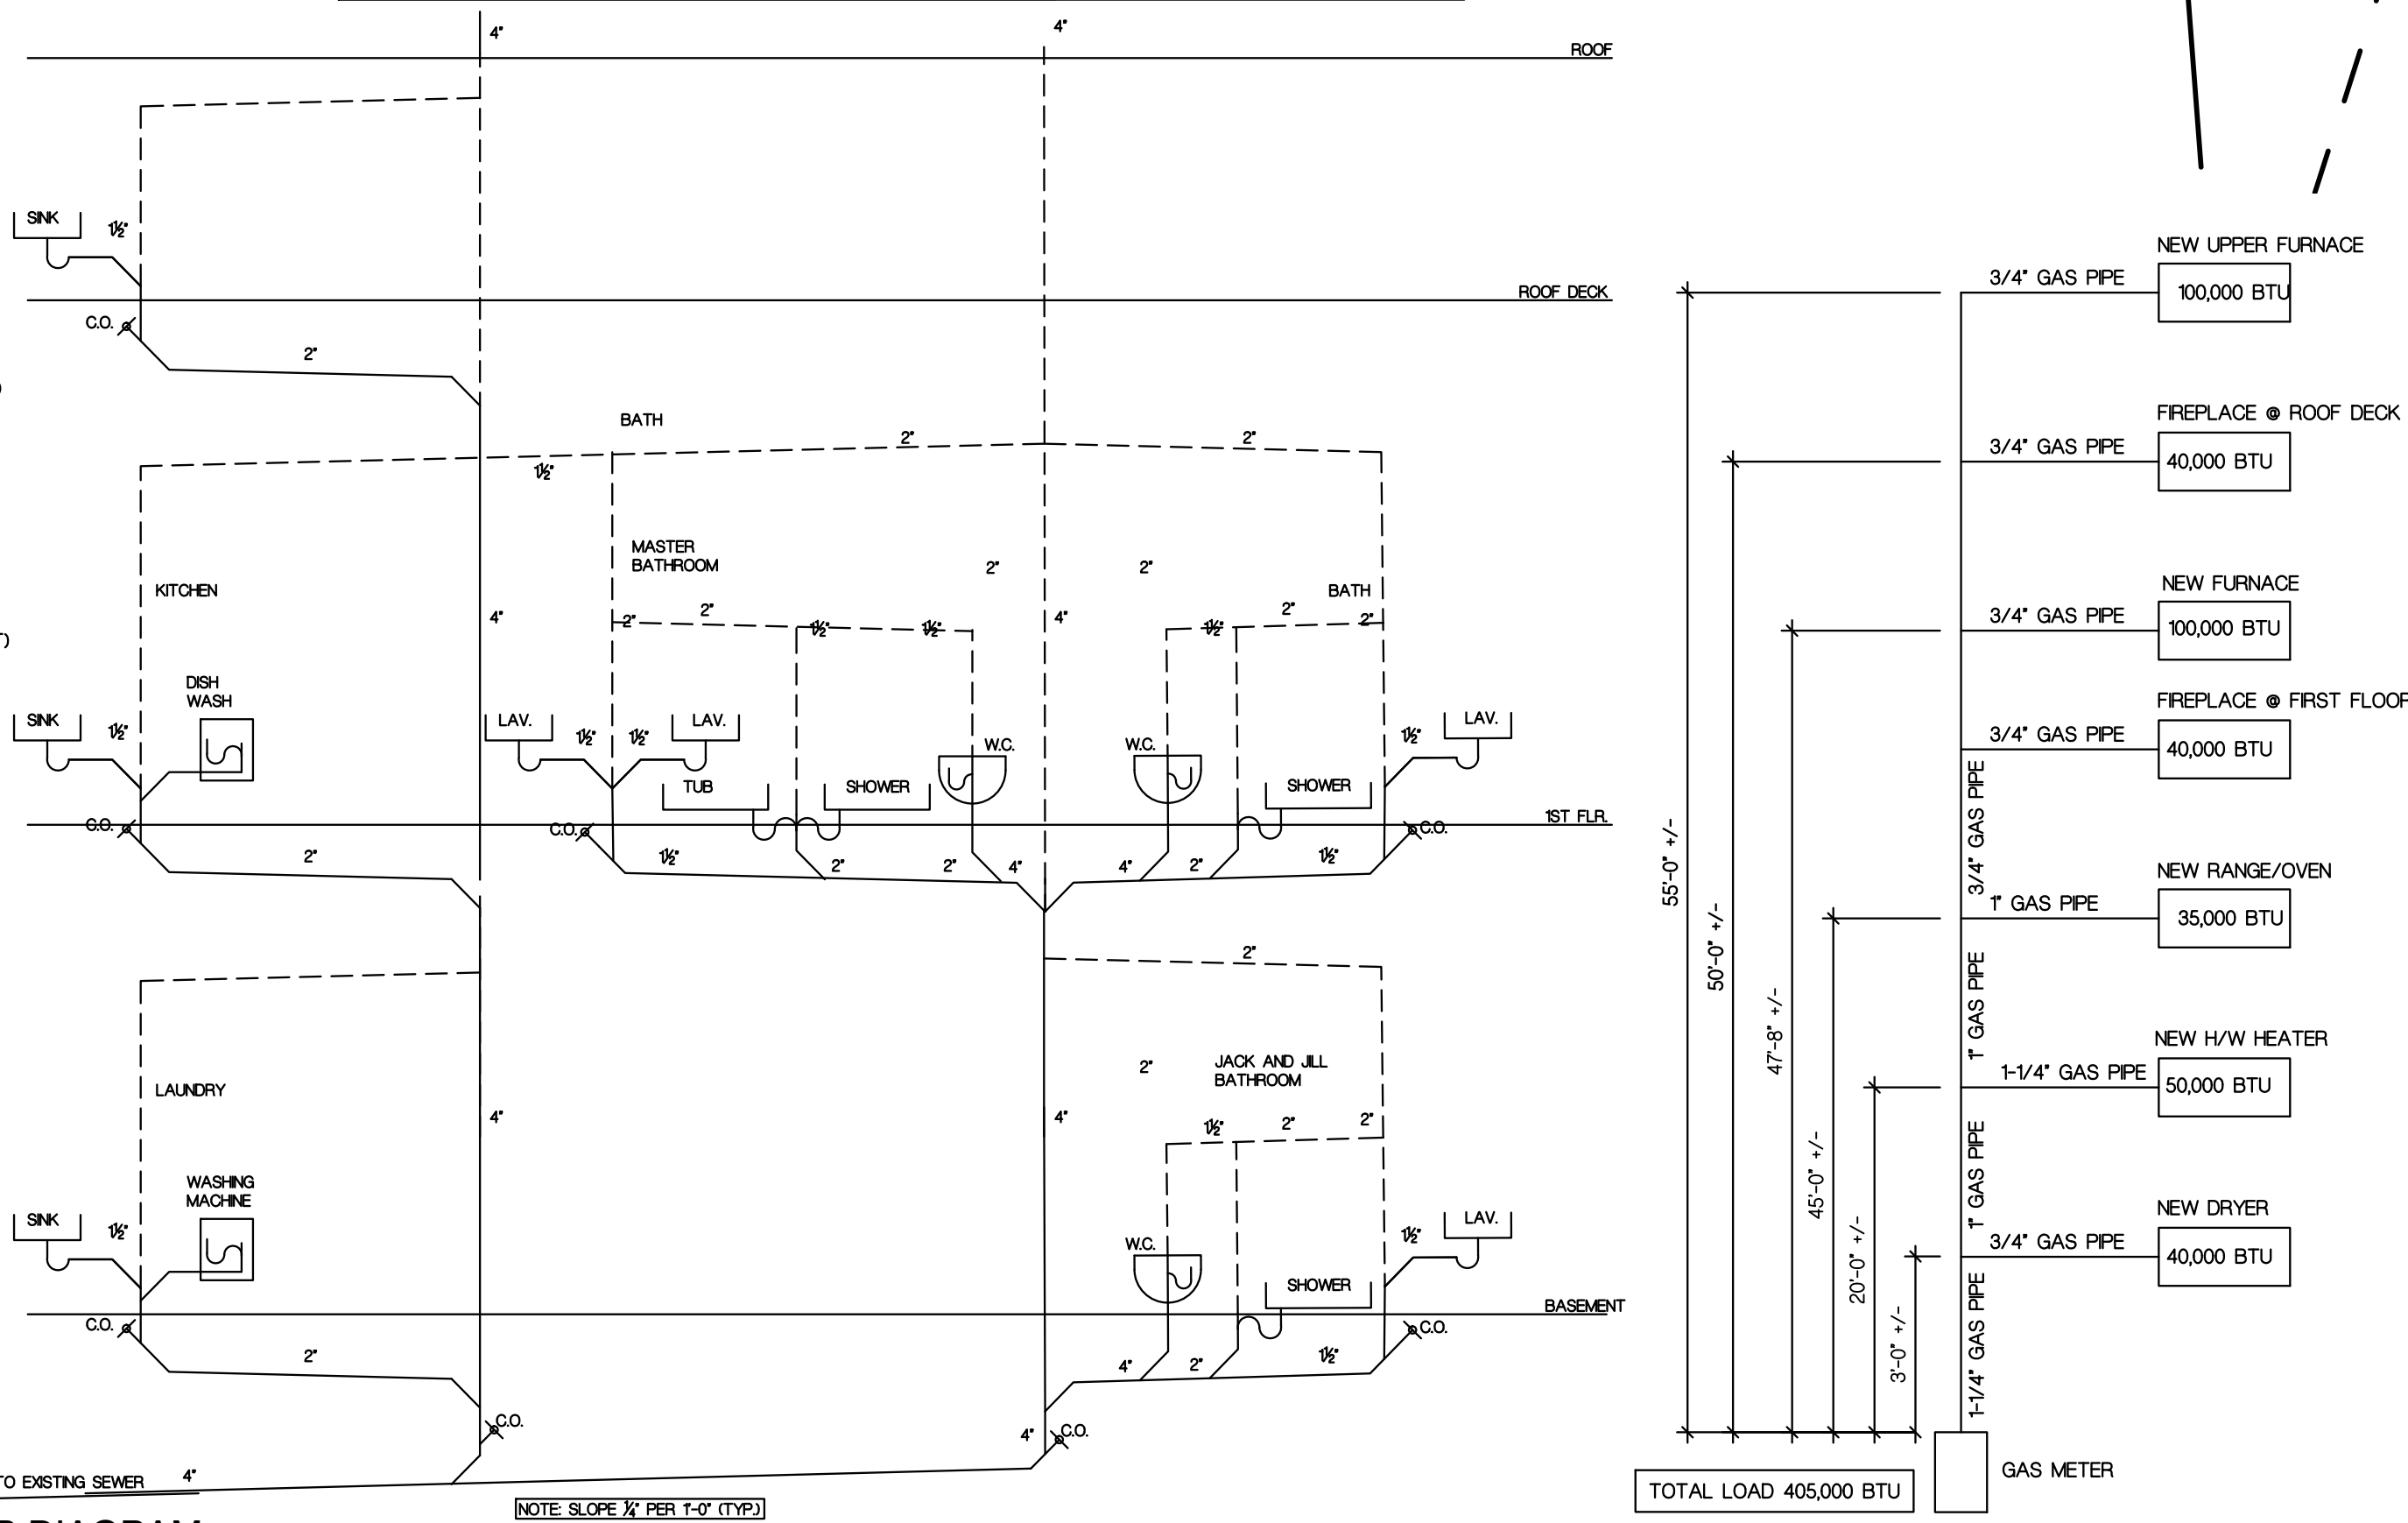 4"
4"
ROOF
SINK
1½"
ROOF DECK
C.O.
2"
BATH
2"
2"
1½"
MASTER
BATHROOM
2"
2"
KITCHEN
BATH
4"
4"
2"
2"
1½"
1½"
1½"
2"
2"
DISH
WASH
SINK
1½"
LAV.
1½"
1½"
LAV.
W.C.
W.C.
1½"
LAV.
TUB
SHOWER
SHOWER
1ST FLR.
C.O.
C.O.
C.O.
2"
1½"
2"
2"
4"
4"
2"
1½"
2"
JACK AND JILL
BATHROOM
2"
LAUNDRY
4"
4"
1½"
2"
2"
WASHING
MACHINE
SINK
1½"
W.C.
1½"
LAV.
SHOWER
BASEMENT
C.O.
C.O.
2"
4"
2"
1½"
C.O.
4"
C.O.
TO EXISTING SEWER
4"
NOTE: SLOPE ¼" PER 1'-0" (TYP.)
DIAGRAM
NEW UPPER FURNACE
3/4" GAS PIPE
100,000 BTU
FIREPLACE @ ROOF DECK
3/4" GAS PIPE
40,000 BTU
NEW FURNACE
3/4" GAS PIPE
100,000 BTU
FIREPLACE @ FIRST FLOOR
3/4" GAS PIPE
40,000 BTU
3/4" GAS PIPE
NEW RANGE/OVEN
1" GAS PIPE
35,000 BTU
1" GAS PIPE
NEW H/W HEATER
1-1/4" GAS PIPE
50,000 BTU
1" GAS PIPE
NEW DRYER
3/4" GAS PIPE
40,000 BTU
1-1/4" GAS PIPE
55'-0" +/-
50'-0" +/-
47'-8" +/-
45'-0" +/-
20'-0" +/-
3'-0" +/-
GAS METER
TOTAL LOAD 405,000 BTU